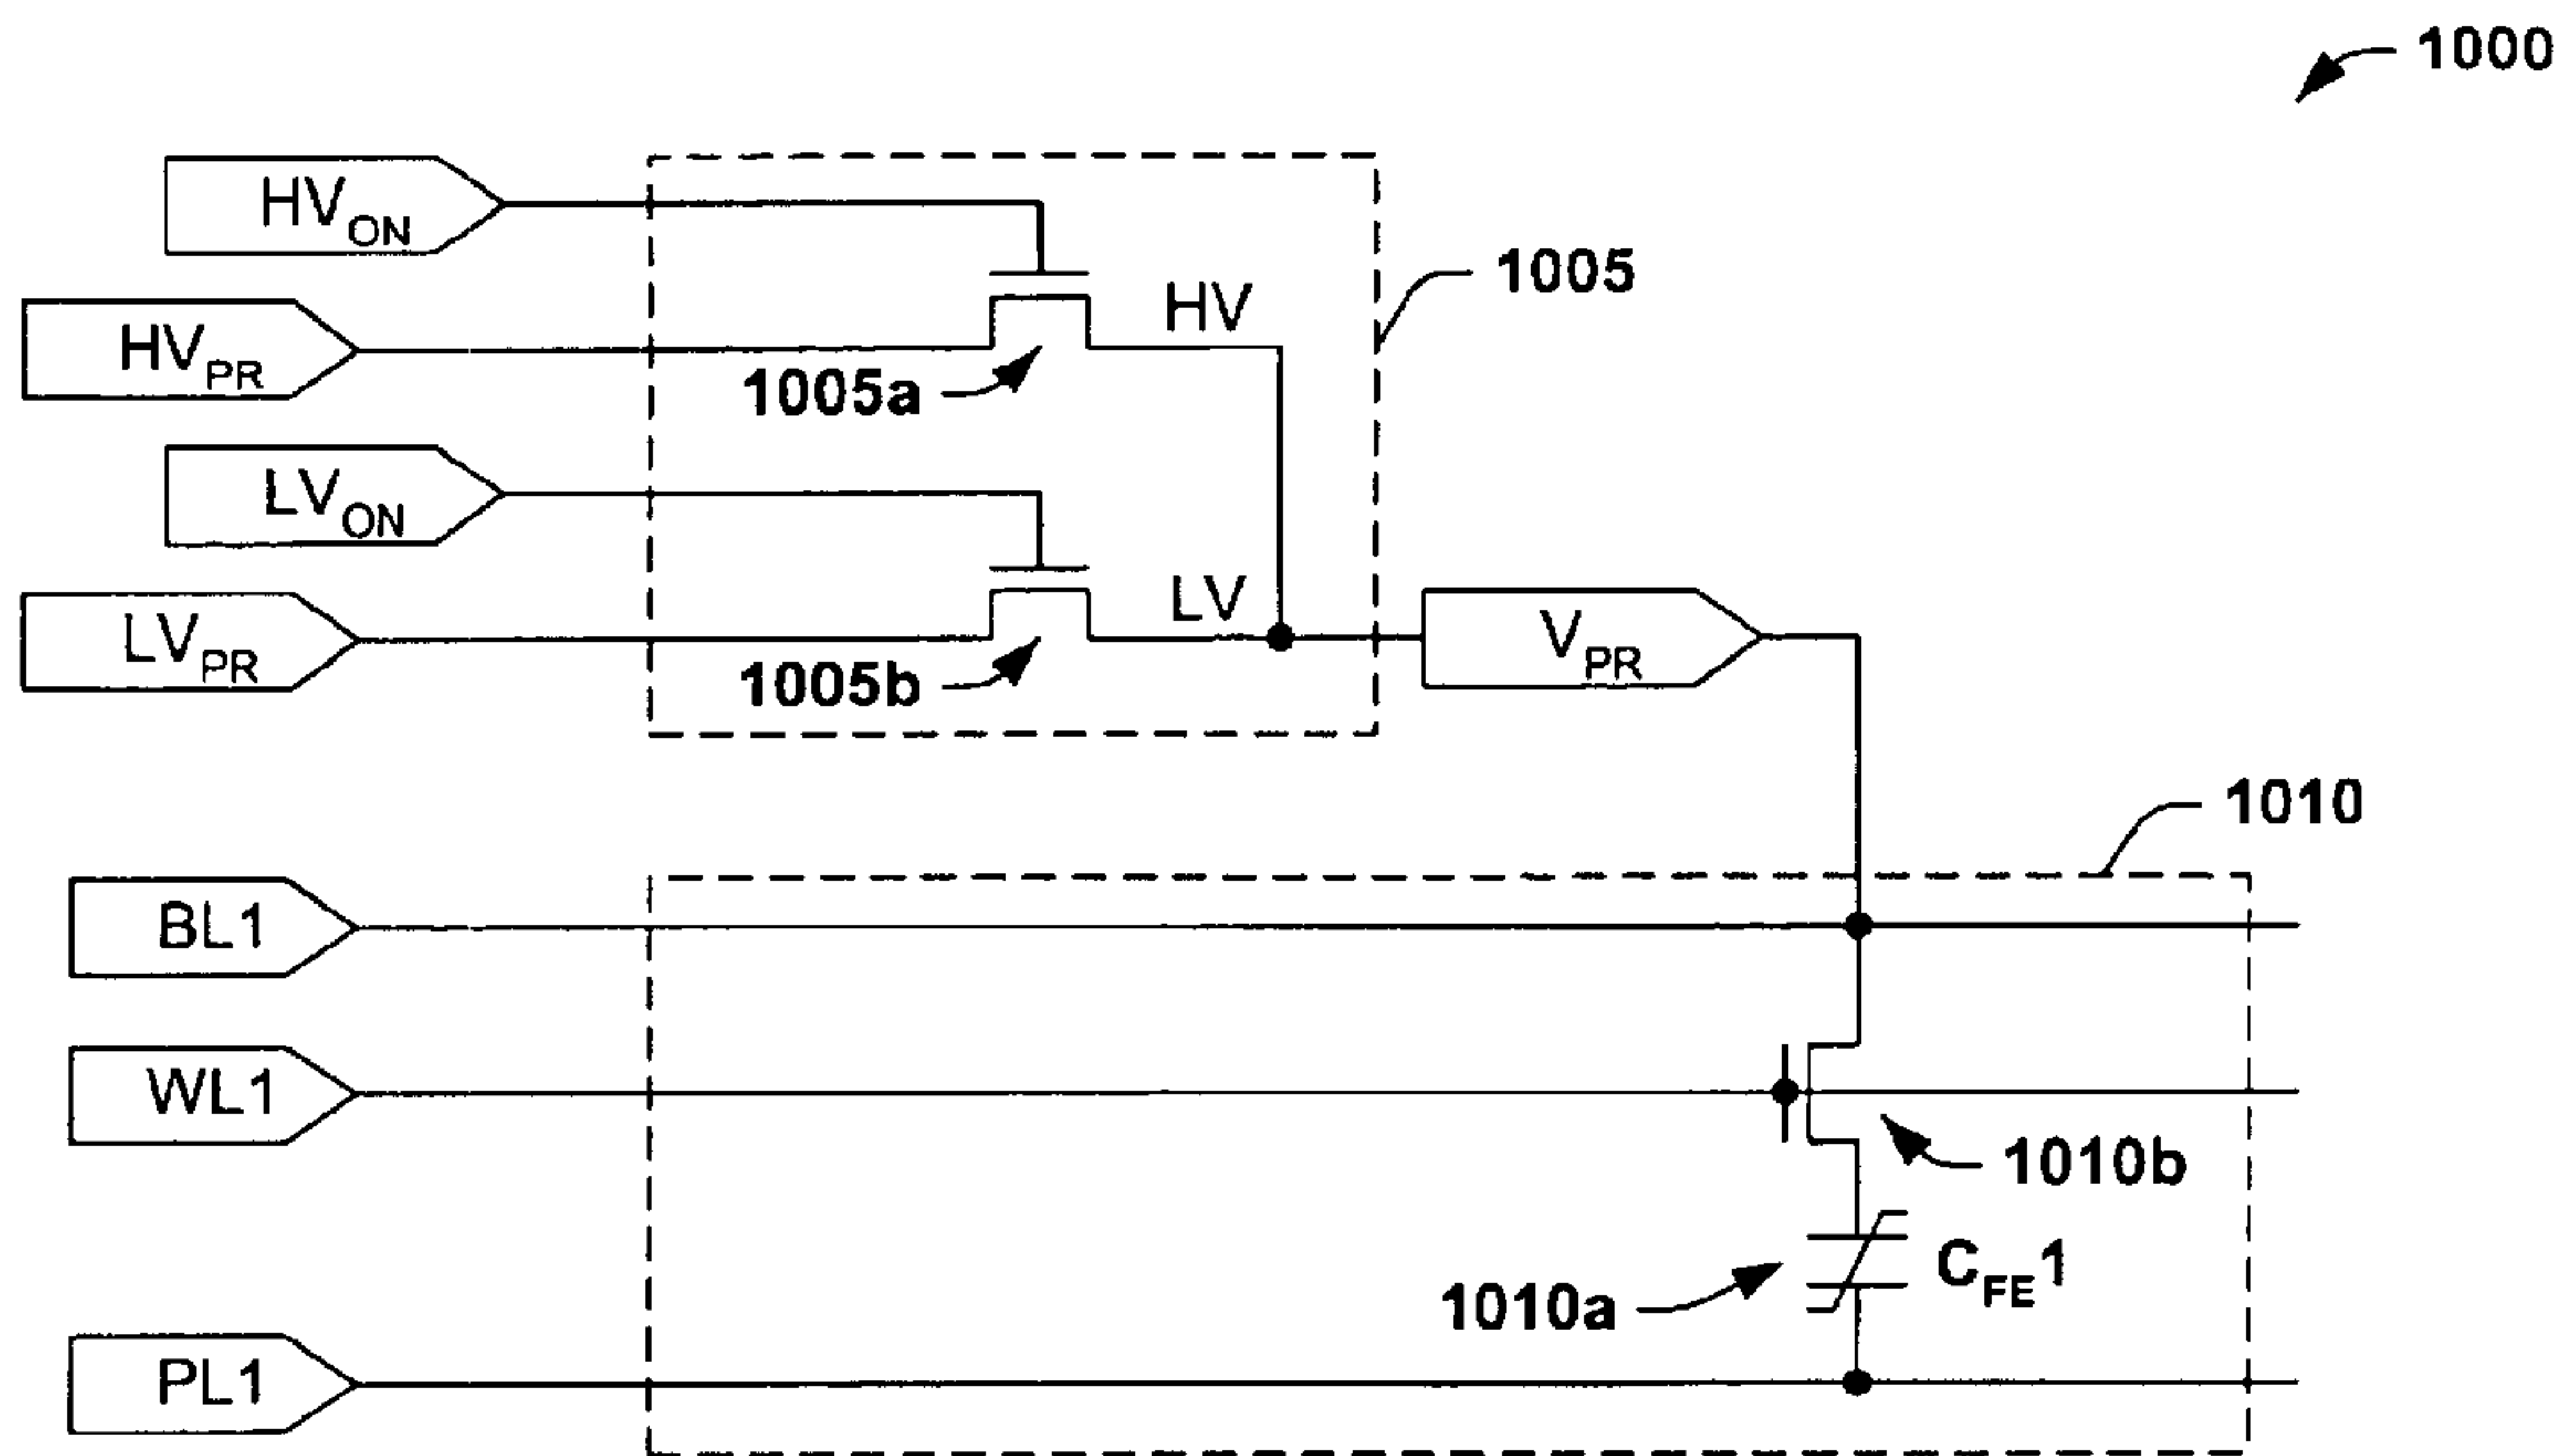 1000
HV_ON
HV_PR
HV
1005
1005a
LV_ON
LV_PR
LV
V_PR
1005b
1010
BL1
WL1
1010b
1010a
C_FE1
PL1